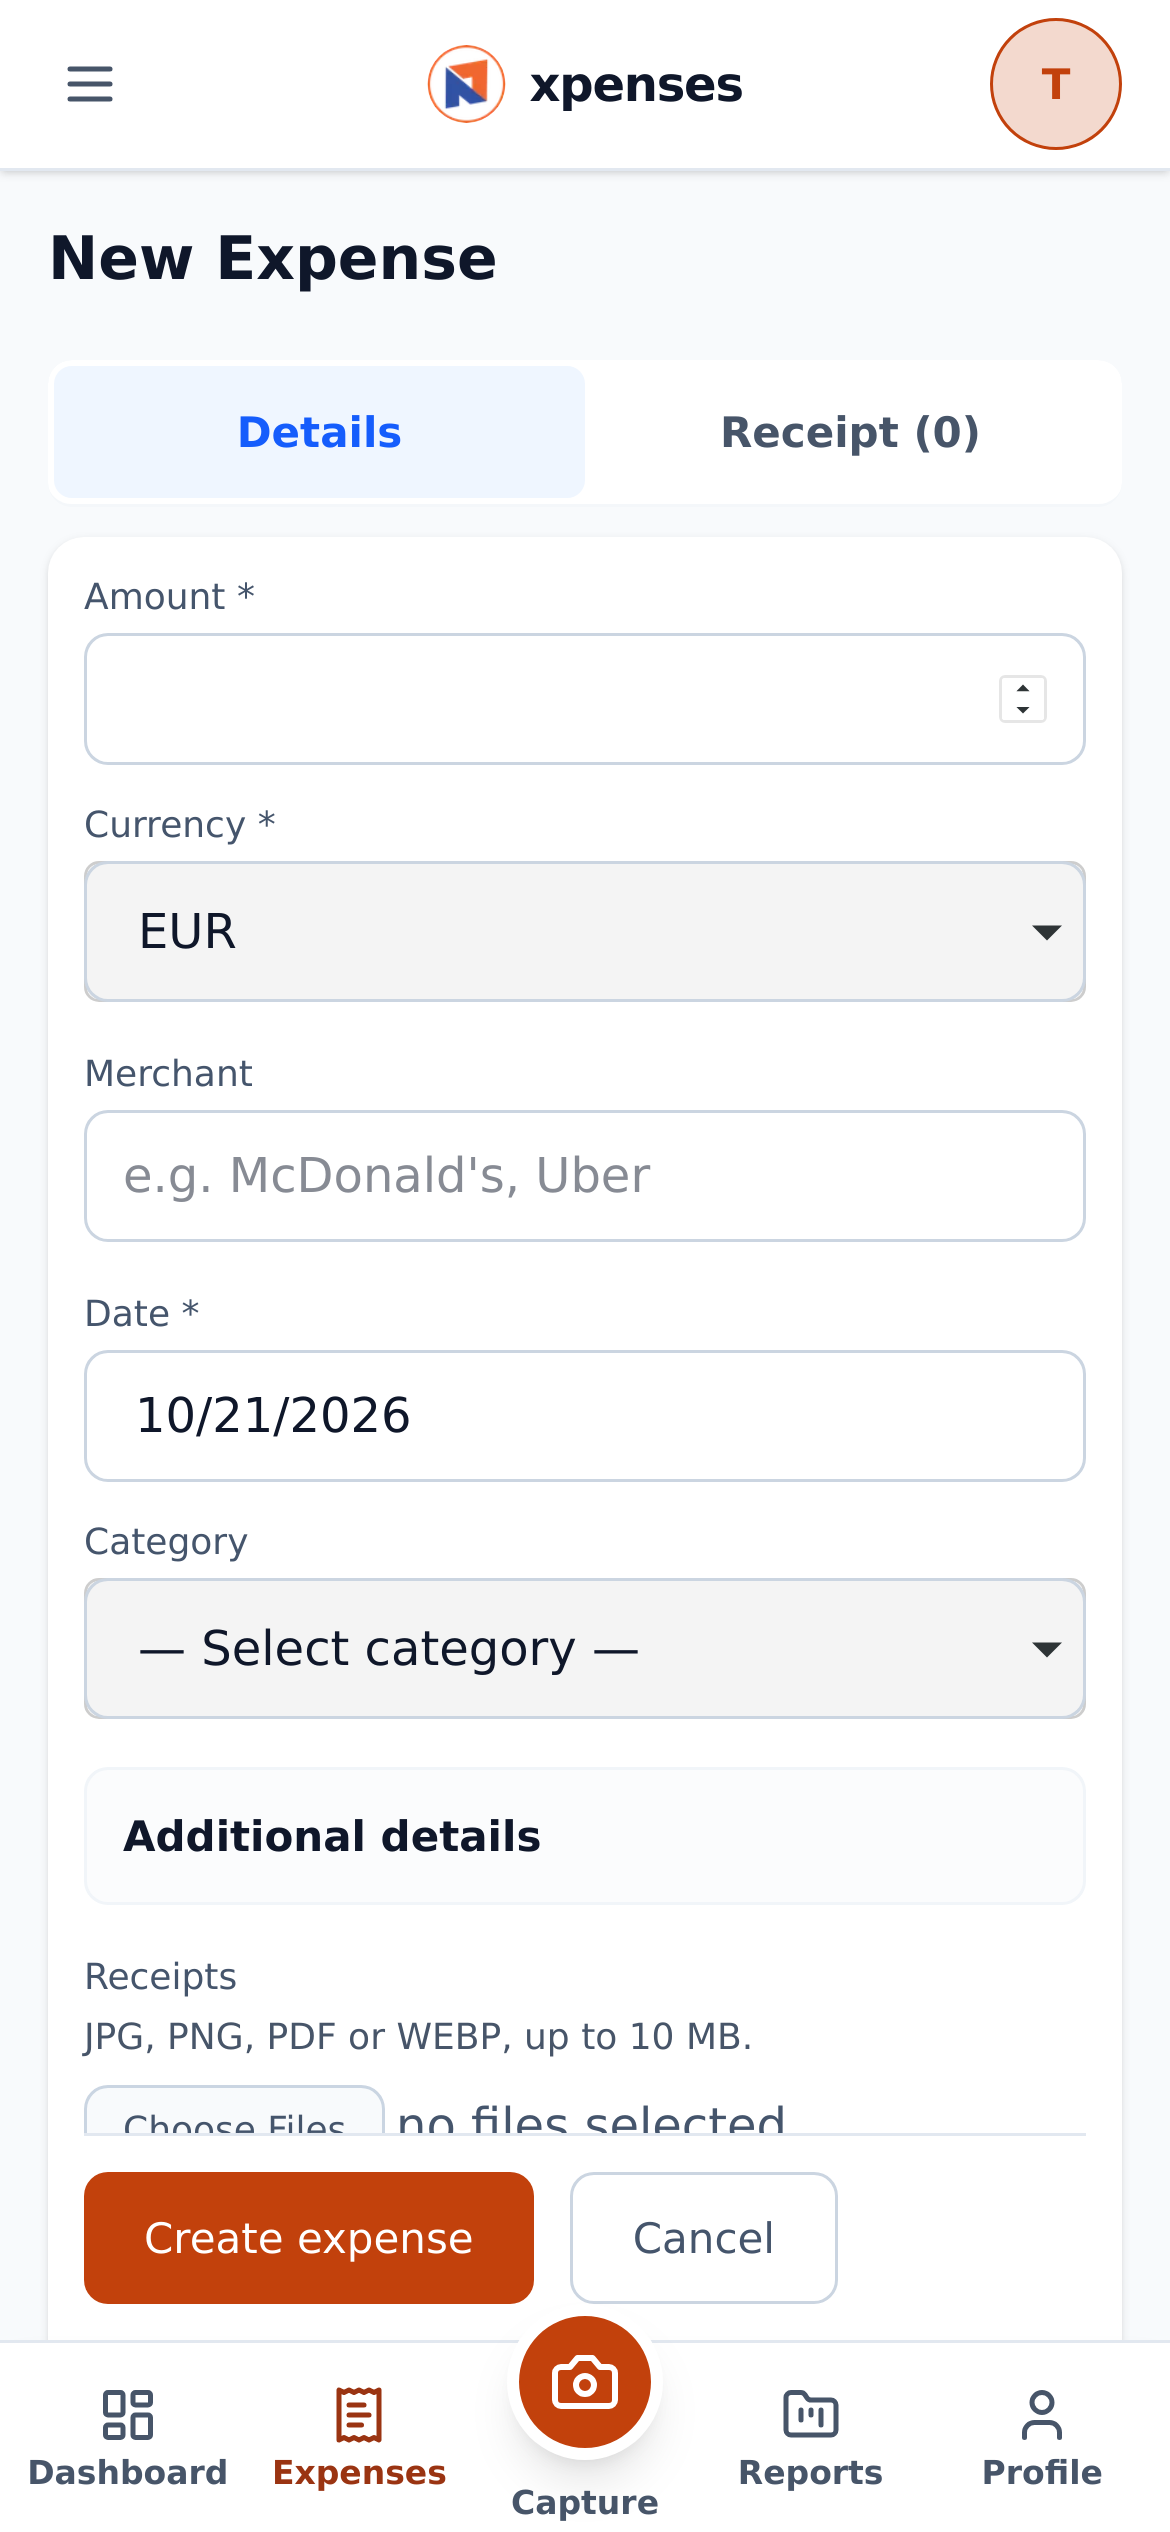 xpenses
T
New Expense
Details
Receipt (0)
Amount *
Currency *
EUR
Merchant
e.g. McDonald's, Uber
Date *
10/21/2026
Category
— Select category —
Additional details
Receipts
JPG, PNG, PDF or WEBP, up to 10 MB.
Choose Files no files selected
Create expense
Cancel
Dashboard
Expenses
Capture
Reports
Profile